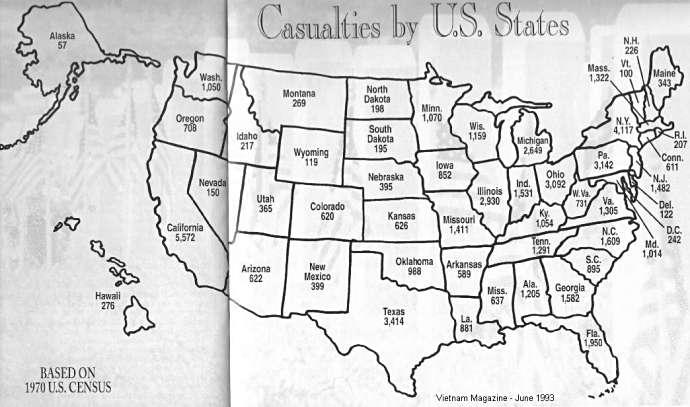 Casualties by U.S. States
Alaska
57
Wash.
1,050
Oregon
708
California
5,572
Nevada
150
Idaho
217
Montana
269
Wyoming
119
Utah
365
Colorado
620
Arizona
622
New
Mexico
399
North
Dakota
198
South
Dakota
195
Nebraska
395
Kansas
626
Oklahoma
988
Texas
3,414
Minn.
1,070
Iowa
852
Missouri
1,411
Arkansas
589
La.
881
Wis.
1,159
Illinois
2,930
Michigan
2,649
Ind.
1,531
Ohio
3,092
Ky.
1,054
Tenn.
1,291
Miss.
637
Ala.
1,205
Georgia
1,582
Fla.
1,950
S.C.
895
N.C.
1,609
Va.
1,305
W.Va.
731
Pa.
3,142
N.Y.
4,117
Mass.
1,322
Vt.
100
N.H.
226
Maine
343
R.I.
207
Conn.
611
N.J.
1,482
Del.
122
D.C.
242
Md.
1,014
Hawaii
276
BASED ON
1970 U.S. CENSUS
Vietnam Magazine - June 1993